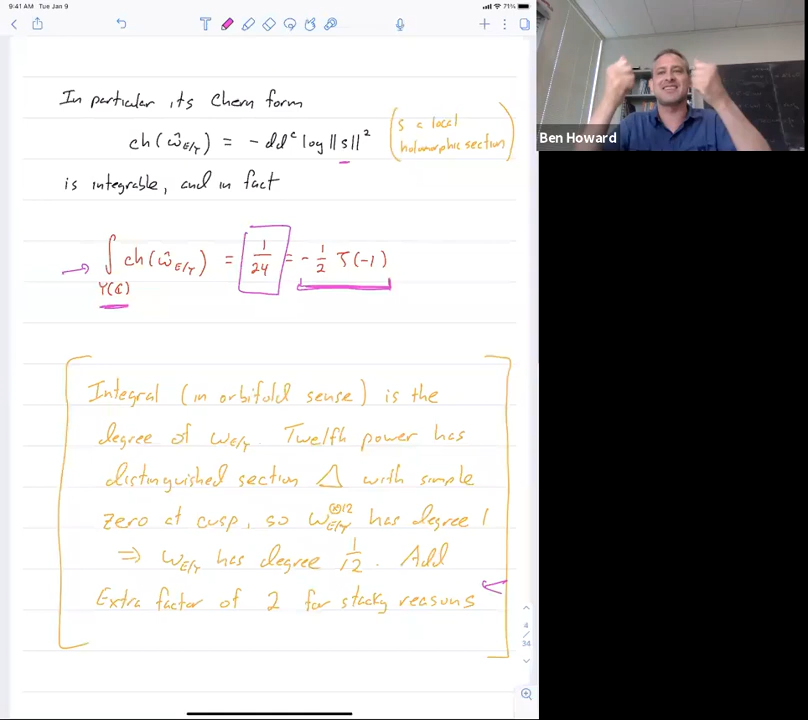 9:41 AM Tue Jan 9
71%
In particular, its Chern form
ch(ω̂_{E/Y}) = - dd^c log ||s||^2
(s a local
holomorphic section)
is integrable, and in fact
∫_{Y(ℂ)} ch(ω̂_{E/Y}) = 1/24 = - 1/2 ζ(-1)
Integral (in orbifold sense) is the
degree of ω_{E/Y}. Twelfth power has
distinguished section Δ with simple
zero at cusp, so ω_{E/Y}^{⊗12} has degree 1
⇒ ω_{E/Y} has degree 1/12. Add
Extra factor of 2 for stacky reasons
Ben Howard
4
/
34